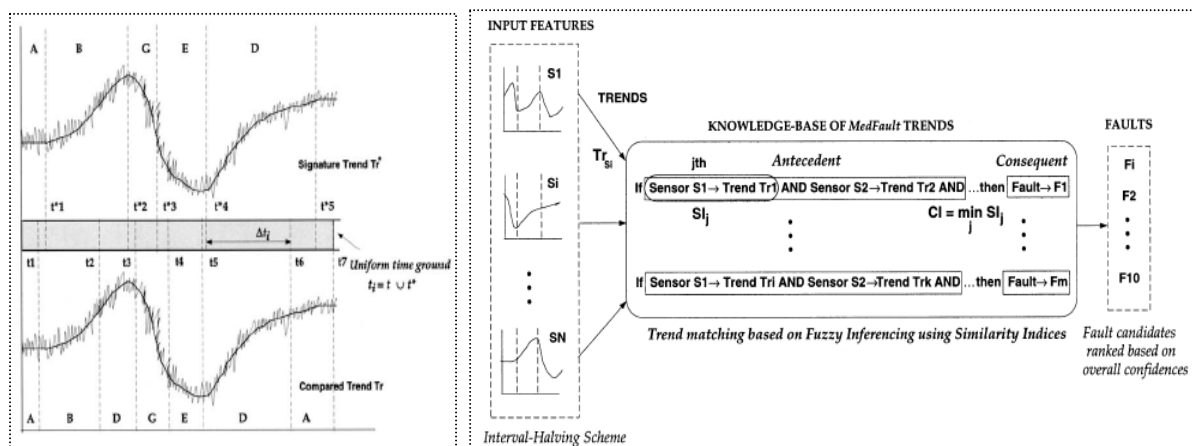 A B G E D
Signature Trend Tr*
t*1 t*2 t*3 t*4 t*5
Δti
t1 t2 t3 t4 t5 t6 t7
Uniform time ground
ti = t ∪ t*
Compared Trend Tr
A B D G E D A
INPUT FEATURES
S1
TRENDS
TrSi
Si
SN
Interval-Halving Scheme
KNOWLEDGE-BASE OF MedFault TRENDS
jth Antecedent Consequent
If Sensor S1→ Trend Tr1 AND Sensor S2→Trend Tr2 AND ...then Fault→ F1
SIj CI = min SIj
j
If Sensor S1→ Trend Tri AND Sensor S2→Trend Trk AND ...then Fault→ Fm
Trend matching based on Fuzzy Inferencing using Similarity Indices
FAULTS
Fi
F2
F10
Fault candidates
ranked based on
overall confidences